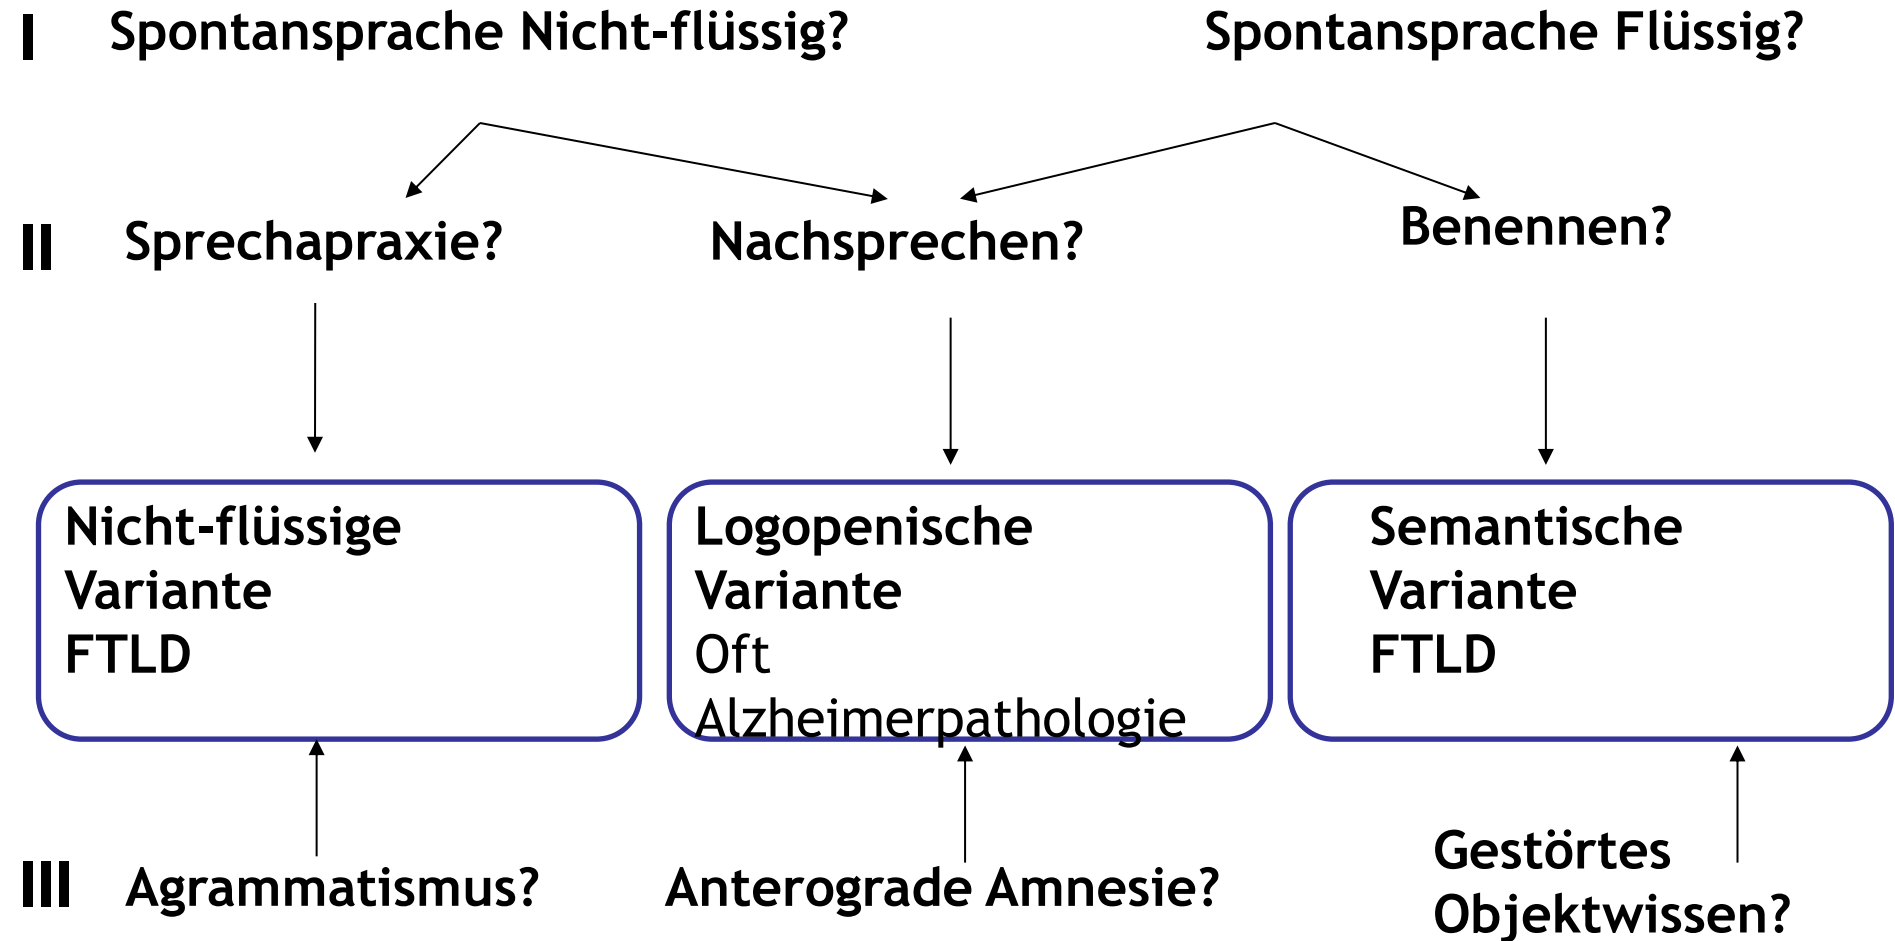 I Spontansprache Nicht-flüssig? Spontansprache Flüssig?
II Sprechapraxie? Nachsprechen? Benennen?
Nicht-flüssige
Variante
FTLD
Logopenische
Variante
Oft
Alzheimerpathologie
Semantische
Variante
FTLD
III Agrammatismus? Anterograde Amnesie?
Gestörtes
Objektwissen?